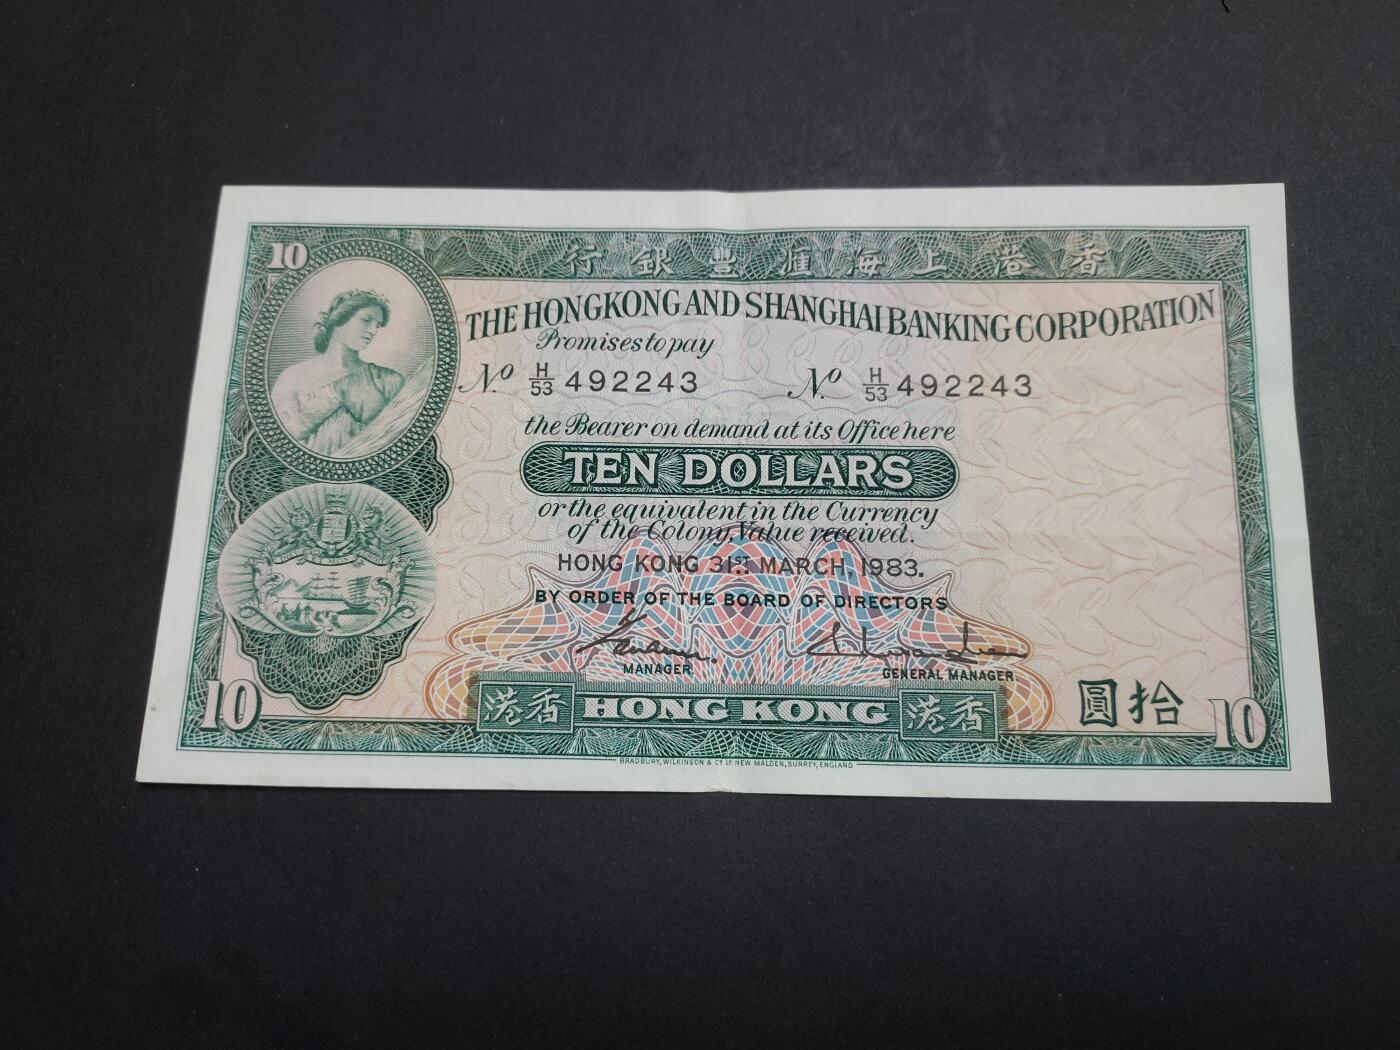 10
香港上海滙豐銀行
THE HONGKONG AND SHANGHAI BANKING CORPORATION
Promises to pay
No. H/53 492243 No. H/53 492243
the Bearer on demand at its Office here
TEN DOLLARS
or the equivalent in the Currency
of the Colony, Value received.
HONG KONG 31ST MARCH, 1983.
BY ORDER OF THE BOARD OF DIRECTORS
MANAGER GENERAL MANAGER
10 香港 HONG KONG 香港 拾圓 10
BRADBURY, WILKINSON & Co. Ld. NEW MALDEN, SURREY, ENGLAND